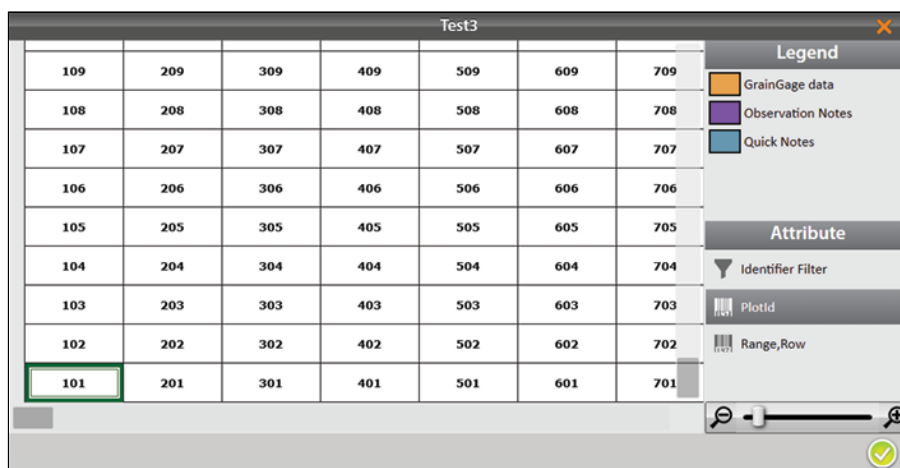 Test3
109 209 309 409 509 609 709
108 208 308 408 508 608 708
107 207 307 407 507 607 707
106 206 306 406 506 606 706
105 205 305 405 505 605 705
104 204 304 404 504 604 704
103 203 303 403 503 603 703
102 202 302 402 502 602 702
101 201 301 401 501 601 701
Legend
GrainGage data
Observation Notes
Quick Notes
Attribute
Identifier Filter
PlotId
Range,Row